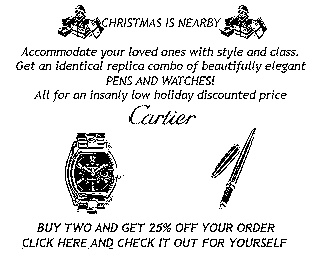 CHRISTMAS IS NEARBY
Accommodate your loved ones with style and class.
Get an identical replica combo of beautifully elegant
PENS AND WATCHES!
All for an insanly low holiday discounted price
Cartier
BUY TWO AND GET 25% OFF YOUR ORDER
CLICK HERE AND CHECK IT OUT FOR YOURSELF